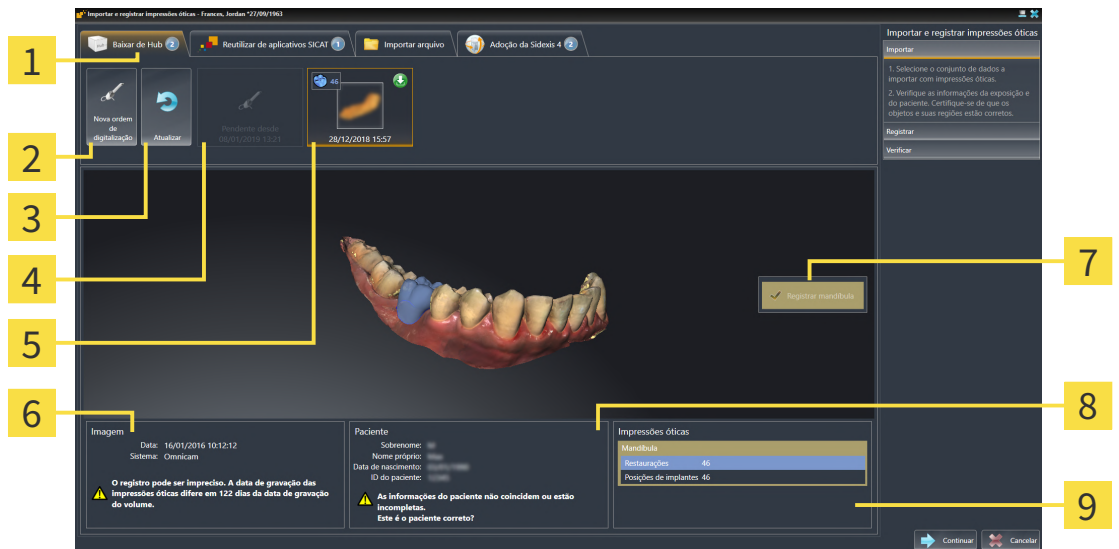 Importar e registrar impressões óticas - Frances, Jordan *27/09/1963
Importar e registrar impressões óticas
Importar
1. Selecione o conjunto de dados a
importar com impressões óticas.
2. Verifique as informações da exposição e
do paciente. Certifique-se de que os
objetos e suas regiões estão corretos.
Registrar
Verificar
1
Hub
Baixar de Hub 2
Reutilizar de aplicativos SICAT 1
Importar arquivo
Adoção da Sidexis 4 2
Nova ordem
de
digitalização
Atualizar
Pendente desde
08/01/2019 13:21
46
28/12/2018 15:57
2
3
4
5
6
7
8
9
Registrar mandíbula
Imagem
Data: 16/01/2016 10:12:12
Sistema: Omnicam
O registro pode ser impreciso. A data de gravação das
impressões óticas difere em 122 dias da data de gravação
do volume.
Paciente
Sobrenome:
Nome próprio:
Data de nascimento:
ID do paciente:
As informações do paciente não coincidem ou estão
incompletas.
Este é o paciente correto?
Impressões óticas
Mandíbula
Restaurações 46
Posições de implantes 46
Continuar
Cancelar